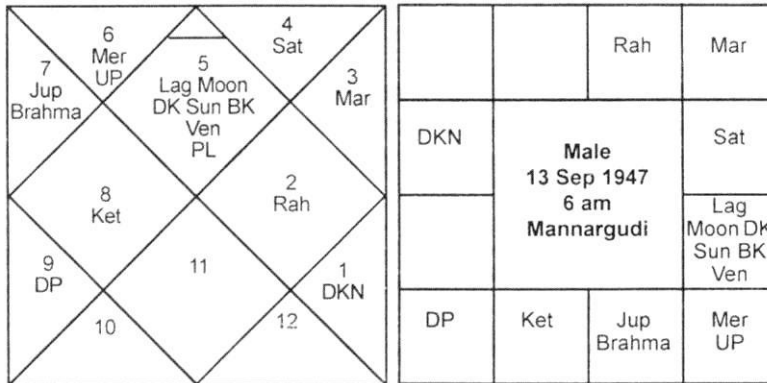 6
Mer
UP
4
Sat
7
Jup
Brahma
5
Lag Moon
DK Sun BK
Ven
PL
3
Mar
8
Ket
2
Rah
9
DP
11
1
DKN
10
12
Rah
Mar
DKN
Male
13 Sep 1947
6 am
Mannargudi
Sat
Lag
Moon DK
Sun BK
Ven
DP
Ket
Jup
Brahma
Mer
UP